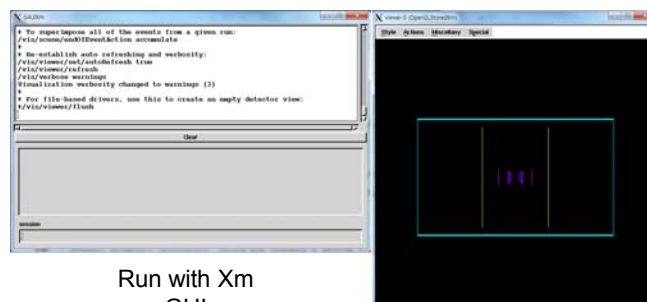 G4UIXm
# To superimpose all of the events from a given run:
/vis/scene/endOfEventAction accumulate
#
# Re-establish auto refreshing and verbosity:
/vis/viewer/set/autoRefresh true
/vis/viewer/refresh
/vis/verbose warnings
Visualization verbosity changed to warnings (3)
#
# For file-based drivers, use this to create an empty detector view:
#/vis/viewer/flush
Clear
session
viewer-0 (OpenGLStoredXm)
Style Actions Miscellany Special
Run with Xm